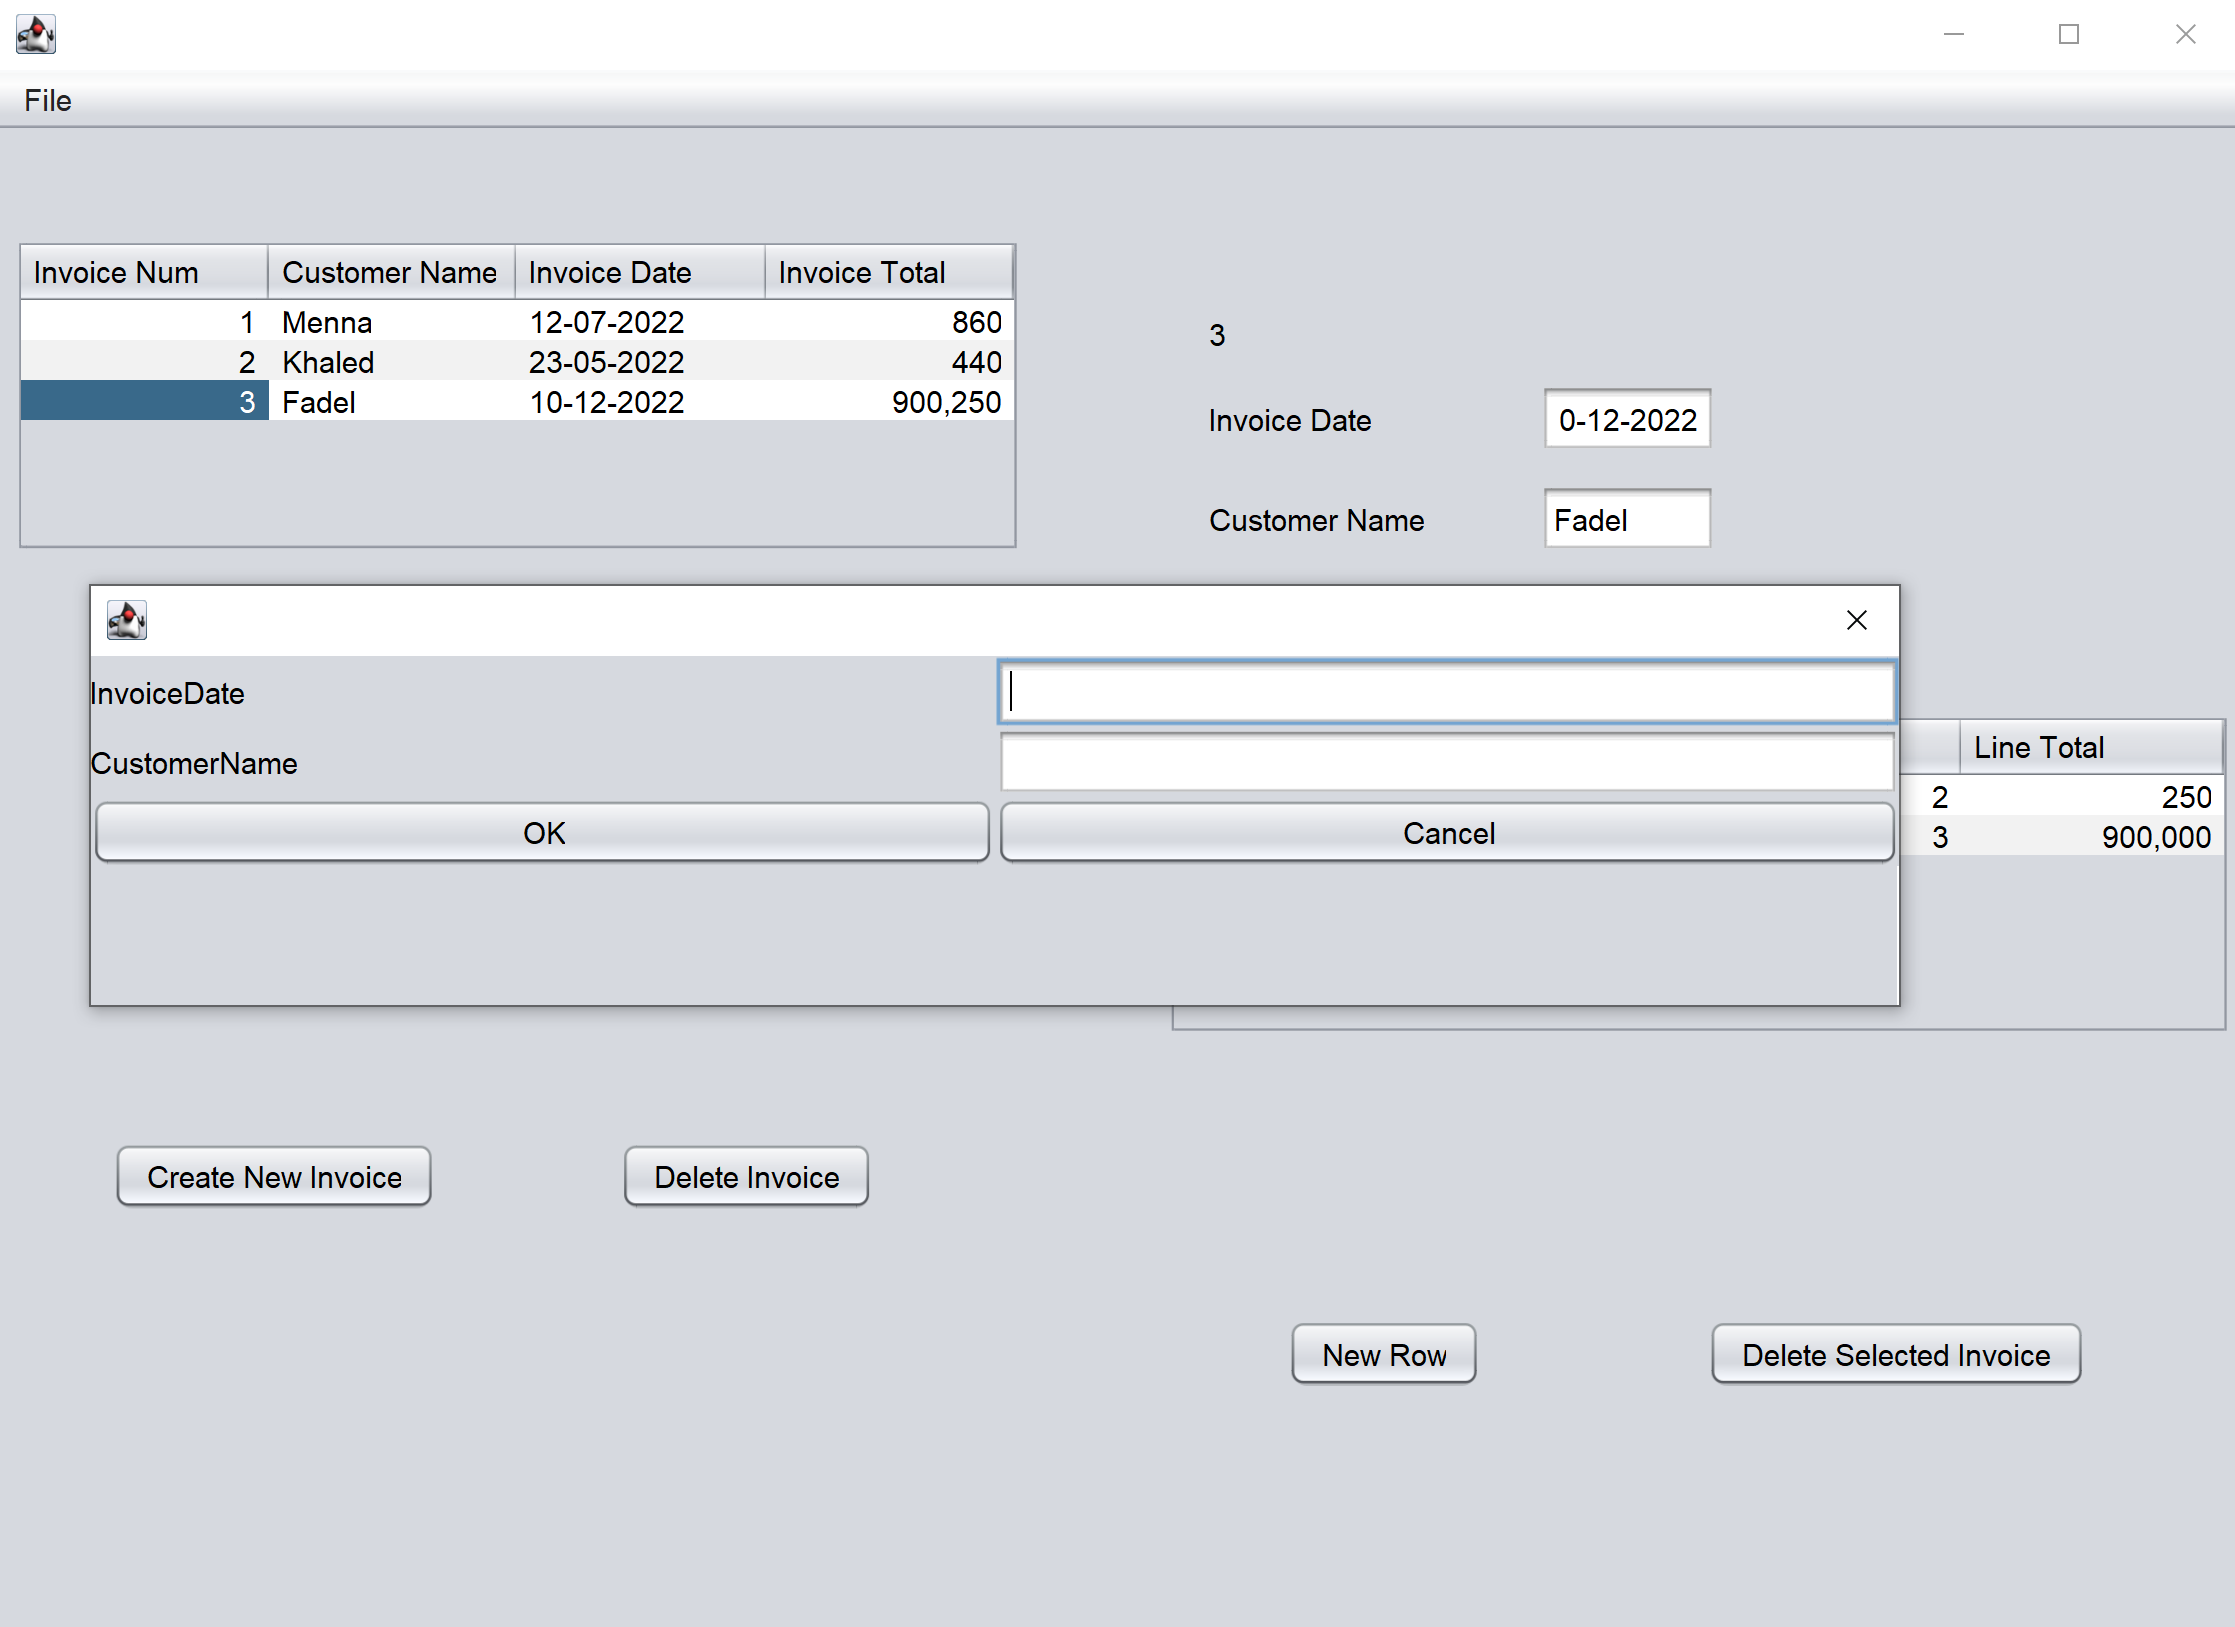 File
Invoice Num Customer Name Invoice Date Invoice Total
1 Menna 12-07-2022 860
2 Khaled 23-05-2022 440
3 Fadel 10-12-2022 900,250
3
Invoice Date 0-12-2022
Customer Name Fadel
InvoiceDate
CustomerName
OK Cancel
Line Total
2 250
3 900,000
Create New Invoice Delete Invoice
New Row Delete Selected Invoice